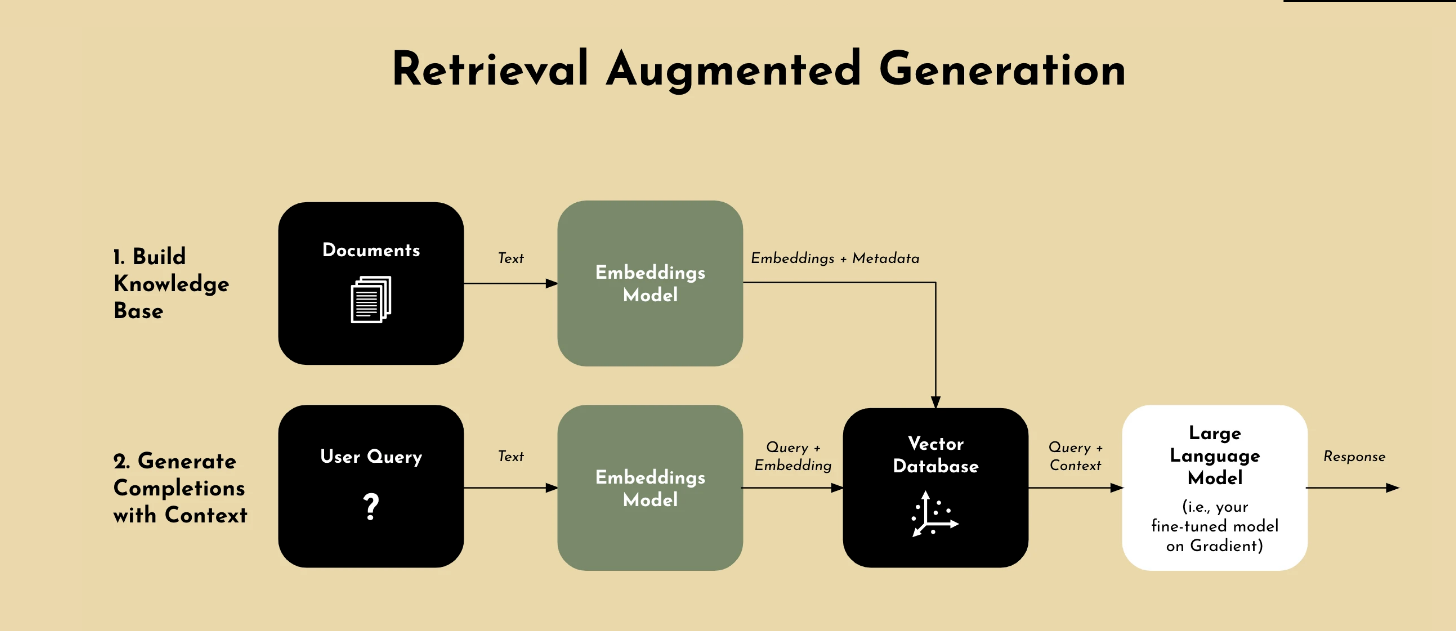 Retrieval Augmented Generation
1. Build
Knowledge
Base
Documents
Text
Embeddings
Model
Embeddings + Metadata
2. Generate
Completions
with Context
User Query
?
Text
Embeddings
Model
Query +
Embedding
Vector
Database
Query +
Context
Large
Language
Model
(i.e., your
fine-tuned model
on Gradient)
Response